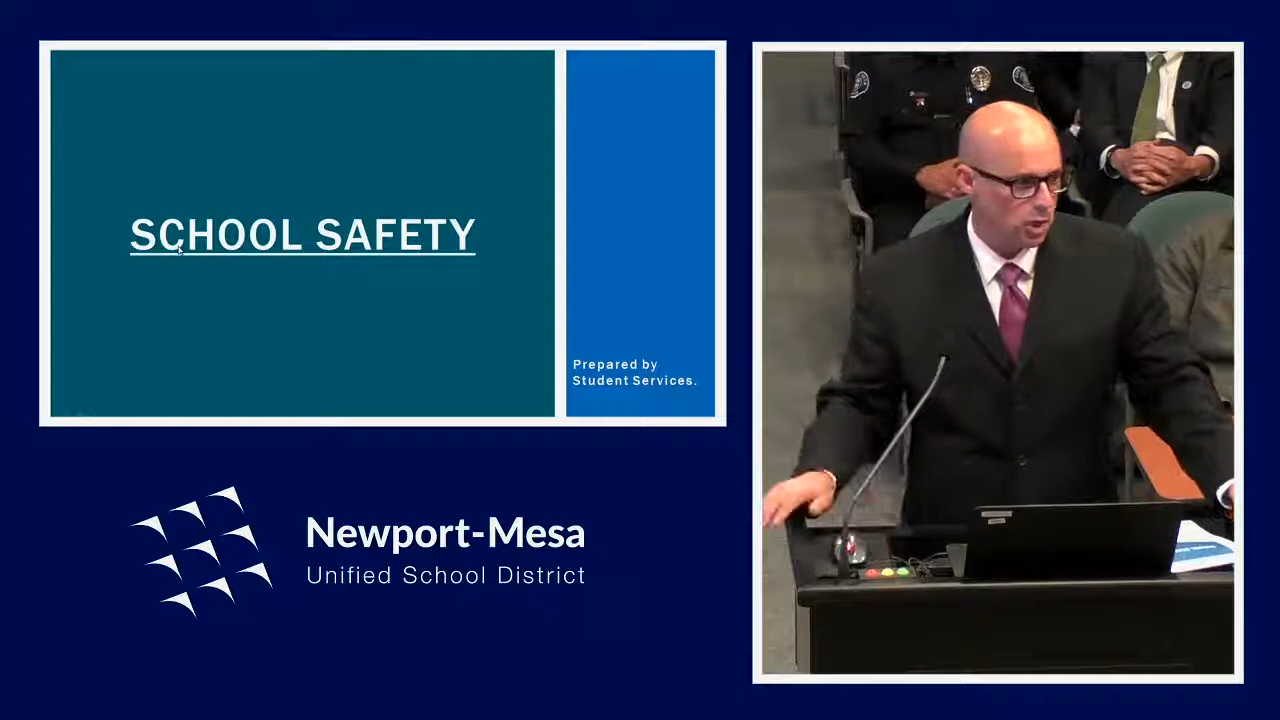 SCHOOL SAFETY
Prepared by
Student Services.
Newport-Mesa
Unified School District